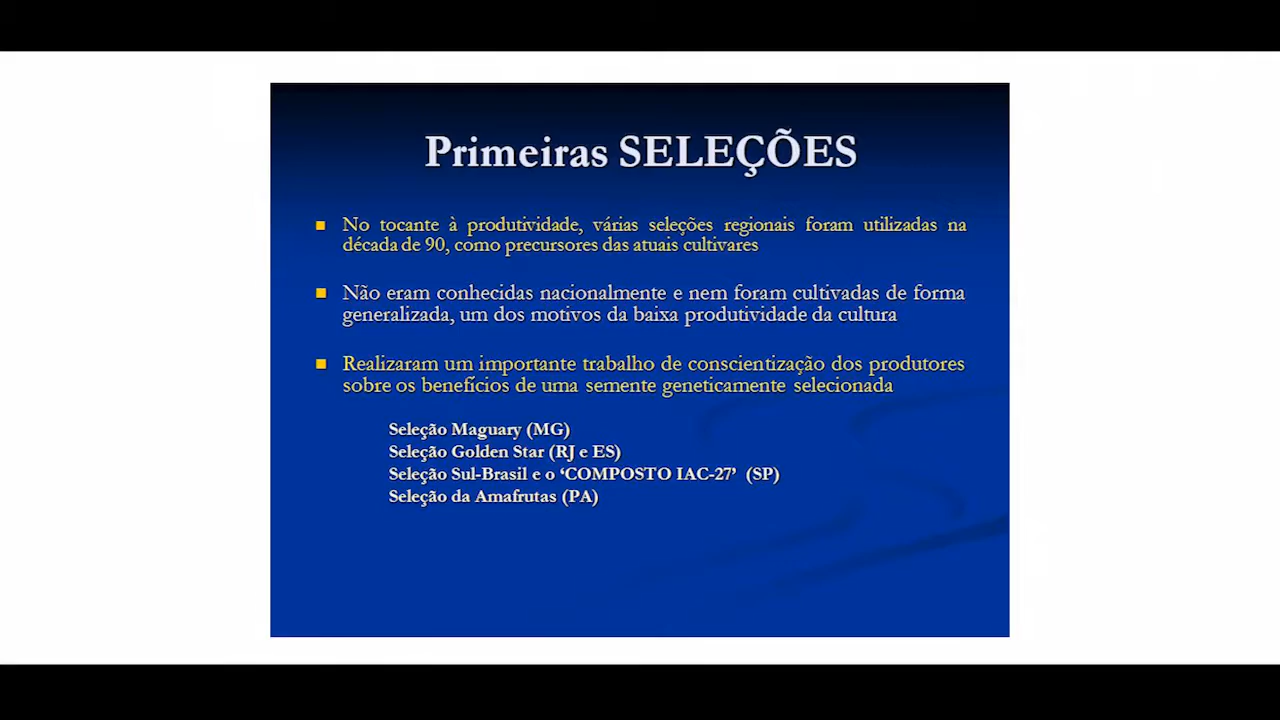 Primeiras SELEÇÕES
No tocante à produtividade, várias seleções regionais foram utilizadas na
década de 90, como precursores das atuais cultivares
Não eram conhecidas nacionalmente e nem foram cultivadas de forma
generalizada, um dos motivos da baixa produtividade da cultura
Realizaram um importante trabalho de conscientização dos produtores
sobre os benefícios de uma semente geneticamente selecionada
Seleção Maguary (MG)
Seleção Golden Star (RJ e ES)
Seleção Sul-Brasil e o ‘COMPOSTO IAC-27’ (SP)
Seleção da Amafrutas (PA)